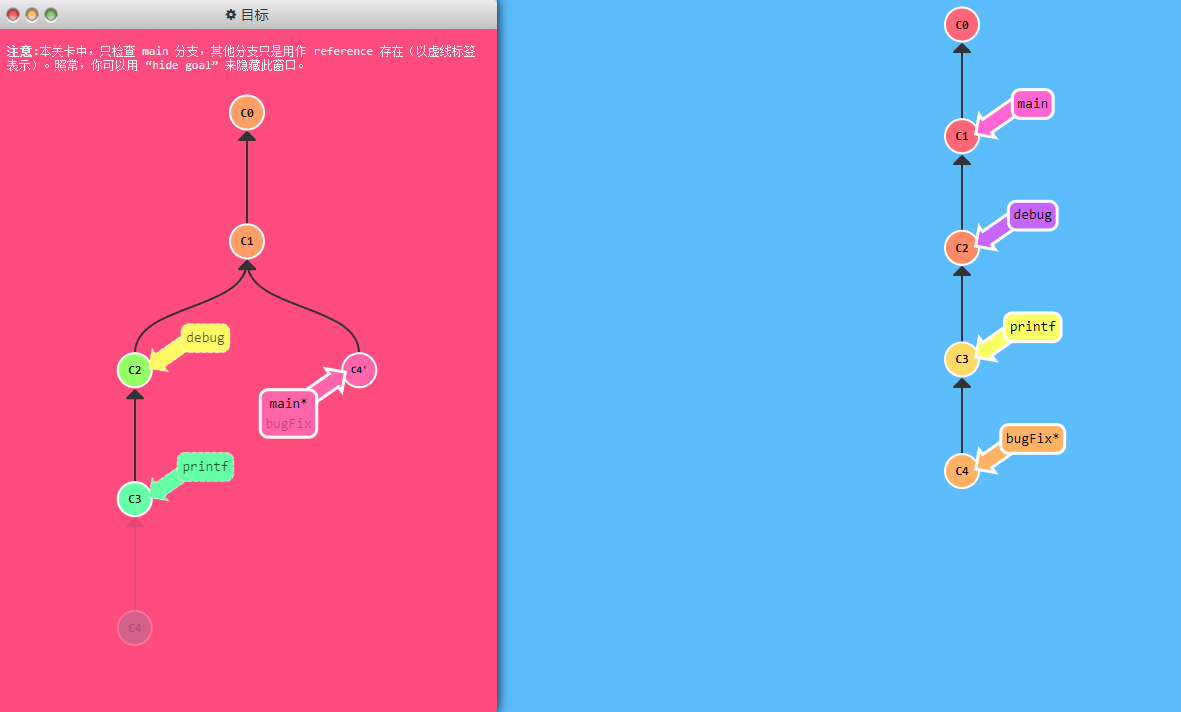 目标
注意:本关卡中，只检查 main 分支，其他分支只是用作 reference 存在（以虚线标签
表示）。照常，你可以用 “hide goal” 来隐藏此窗口。
C0
C1
debug
C2
C4'
main*
bugFix
printf
C3
C4
C0
main
C1
debug
C2
printf
C3
bugFix*
C4